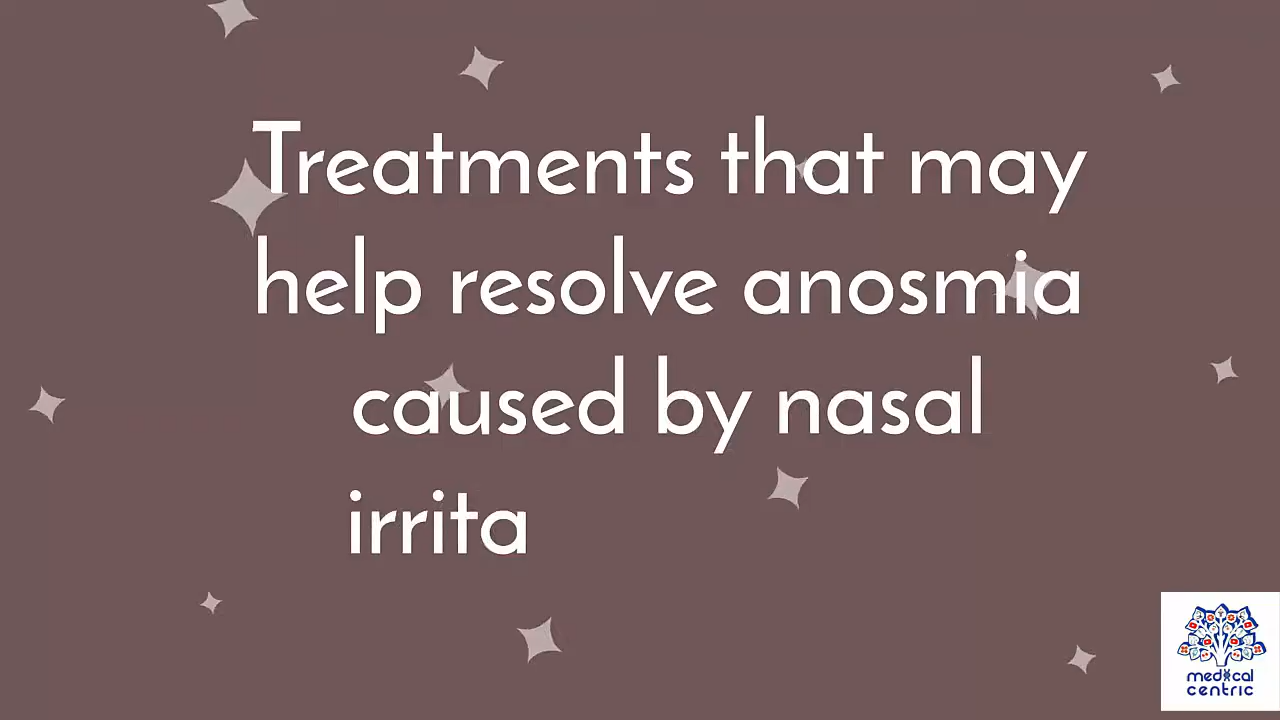 Treatments that may
help resolve anosmia
caused by nasal
irrita
medical
centric